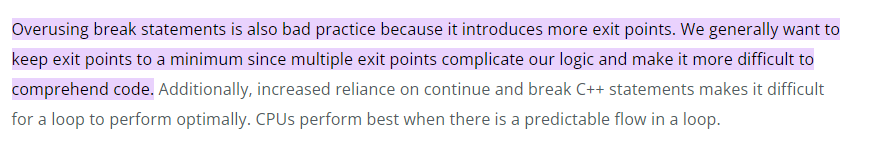 Overusing break statements is also bad practice because it introduces more exit points. We generally want to
keep exit points to a minimum since multiple exit points complicate our logic and make it more difficult to
comprehend code. Additionally, increased reliance on continue and break C++ statements makes it difficult
for a loop to perform optimally. CPUs perform best when there is a predictable flow in a loop.